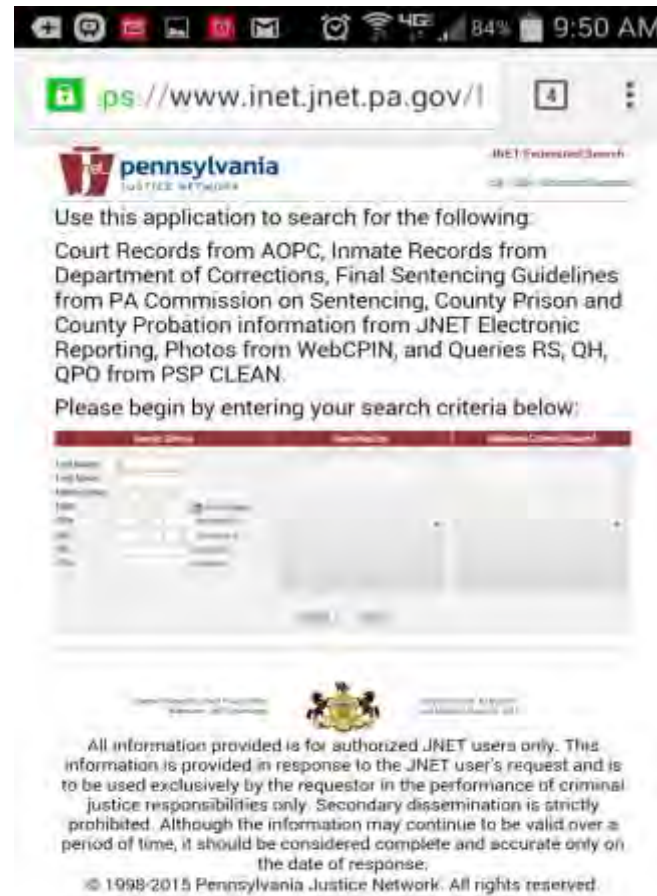 4G
84%
9:50 AM
ps://www.inet.jnet.pa.gov/l
4
pennsylvania
JUSTICE NETWORK
JNET Federated Search
Use this application to search for the following:
Court Records from AOPC, Inmate Records from
Department of Corrections, Final Sentencing Guidelines
from PA Commission on Sentencing, County Prison and
County Probation information from JNET Electronic
Reporting, Photos from WebCPIN, and Queries RS, QH,
QPO from PSP CLEAN.
Please begin by entering your search criteria below:
All information provided is for authorized JNET users only. This
information is provided in response to the JNET user's request and is
to be used exclusively by the requestor in the performance of criminal
justice responsibilities only. Secondary dissemination is strictly
prohibited. Although the information may continue to be valid over a
period of time, it should be considered complete and accurate only on
the date of response.
© 1998-2015 Pennsylvania Justice Network. All rights reserved